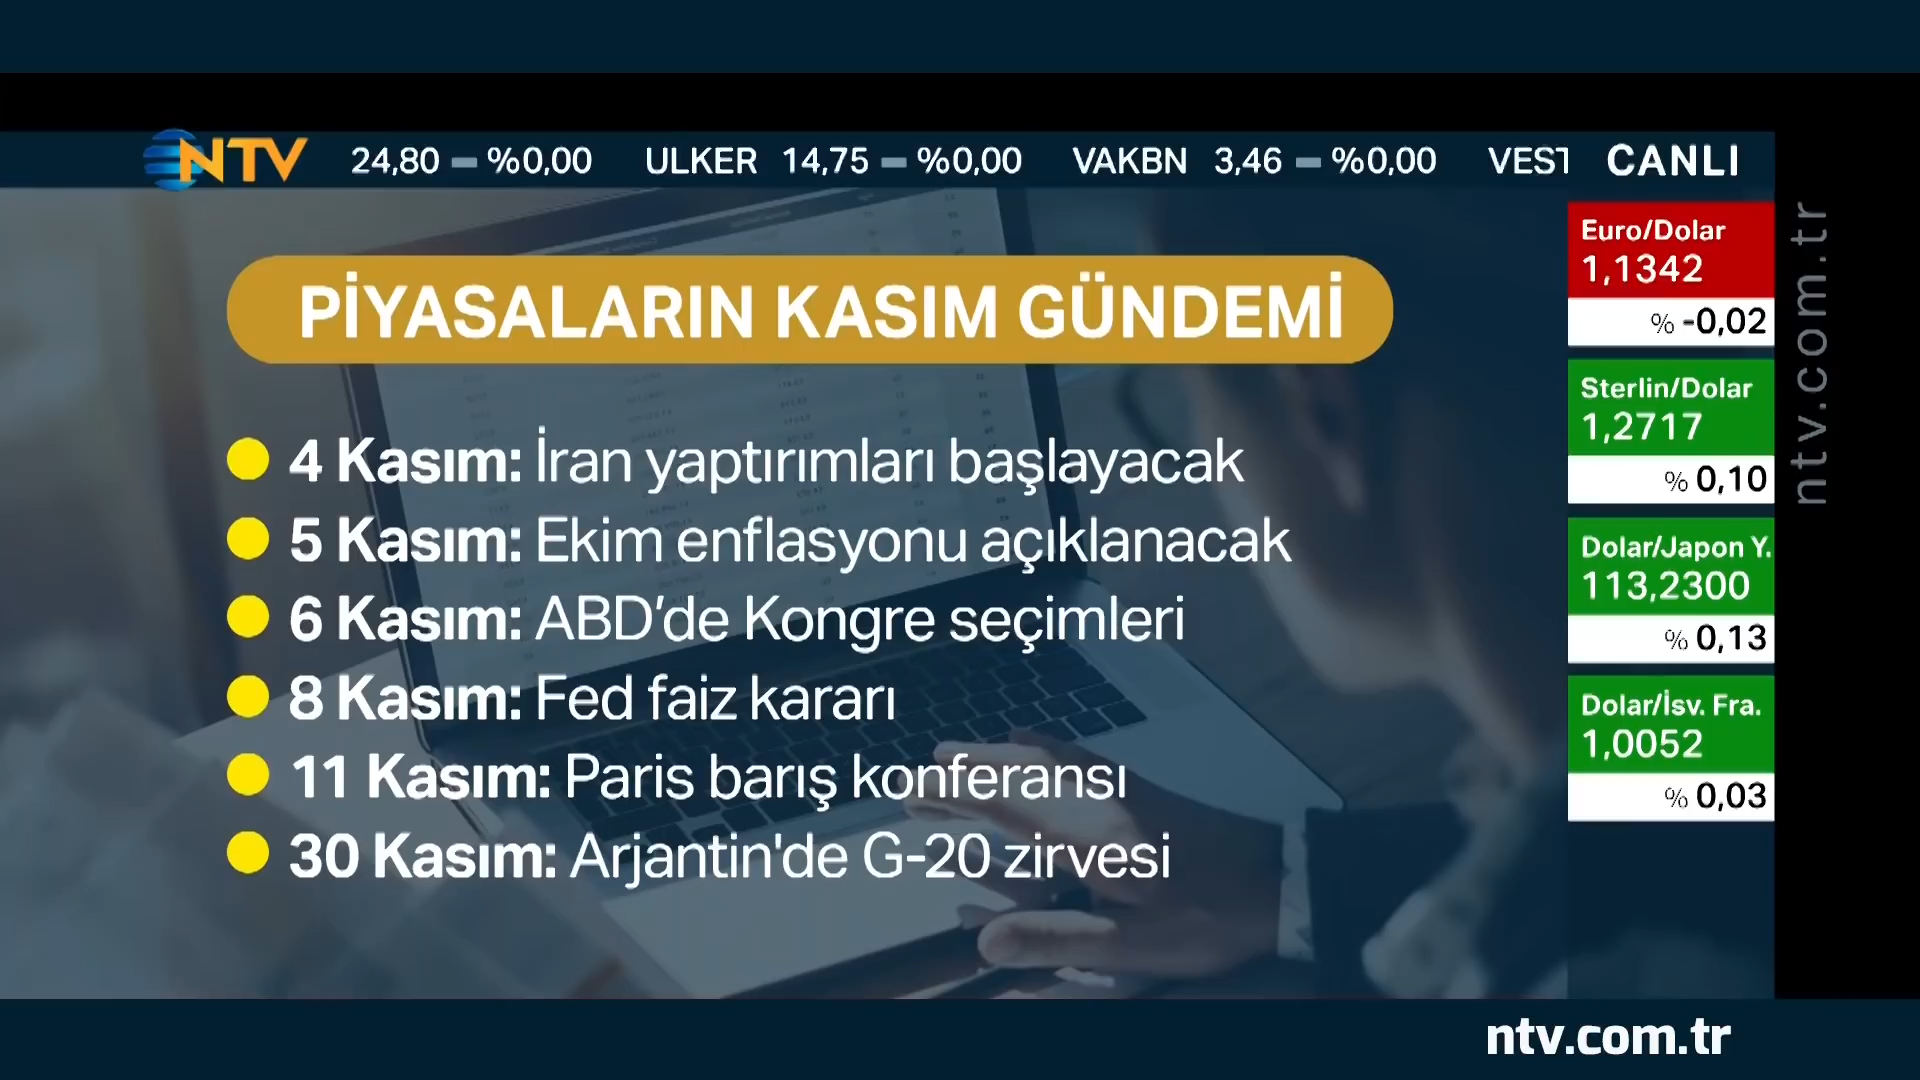 NTV 24,80 %0,00 ULKER 14,75 %0,00 VAKBN 3,46 %0,00 VEST CANLI
PİYASALARIN KASIM GÜNDEMİ
4 Kasım: İran yaptırımları başlayacak
5 Kasım: Ekim enflasyonu açıklanacak
6 Kasım: ABD’de Kongre seçimleri
8 Kasım: Fed faiz kararı
11 Kasım: Paris barış konferansı
30 Kasım: Arjantin'de G-20 zirvesi
Euro/Dolar
1,1342
% -0,02
Sterlin/Dolar
1,2717
% 0,10
Dolar/Japon Y.
113,2300
% 0,13
Dolar/İsv. Fra.
1,0052
% 0,03
ntv.com.tr
ntv.com.tr